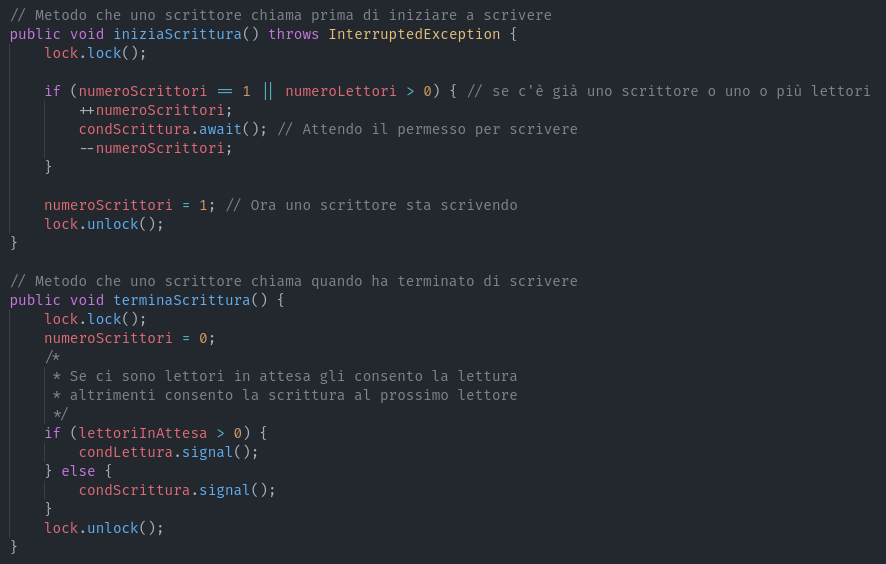 // Metodo che uno scrittore chiama prima di iniziare a scrivere
public void iniziaScrittura() throws InterruptedException {
    lock.lock();

    if (numeroScrittori == 1 || numeroLettori > 0) { // se c'è già uno scrittore o uno o più lettori
        ++numeroScrittori;
        condScrittura.await(); // Attendo il permesso per scrivere
        --numeroScrittori;
    }

    numeroScrittori = 1; // Ora uno scrittore sta scrivendo
    lock.unlock();
}

// Metodo che uno scrittore chiama quando ha terminato di scrivere
public void terminaScrittura() {
    lock.lock();
    numeroScrittori = 0;
    /*
     * Se ci sono lettori in attesa gli consento la lettura
     * altrimenti consento la scrittura al prossimo lettore
     */
    if (lettoriInAttesa > 0) {
        condLettura.signal();
    } else {
        condScrittura.signal();
    }
    lock.unlock();
}